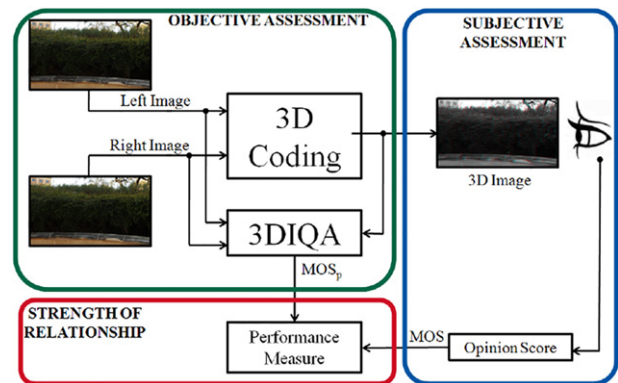 OBJECTIVE ASSESSMENT
SUBJECTIVE
ASSESSMENT
Left Image
3D
Coding
Right Image
3D Image
3DIQA
MOSp
STRENGTH OF
RELATIONSHIP
Performance
Measure
MOS
Opinion Score